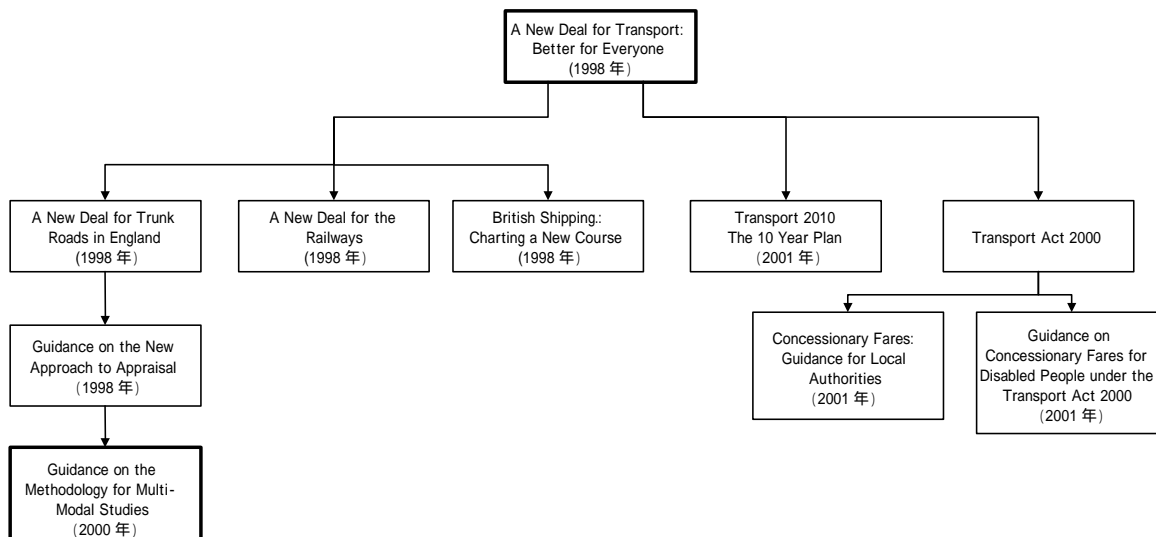 A New Deal for Transport:
Better for Everyone
(1998 年)
A New Deal for Trunk
Roads in England
(1998 年)
A New Deal for the
Railways
(1998 年)
British Shipping.:
Charting a New Course
(1998 年)
Transport 2010
The 10 Year Plan
(2001 年)
Transport Act 2000
Guidance on the New
Approach to Appraisal
(1998 年)
Concessionary Fares:
Guidance for Local
Authorities
(2001 年)
Guidance on
Concessionary Fares for
Disabled People under the
Transport Act 2000
(2001 年)
Guidance on the
Methodology for Multi-
Modal Studies
(2000 年)